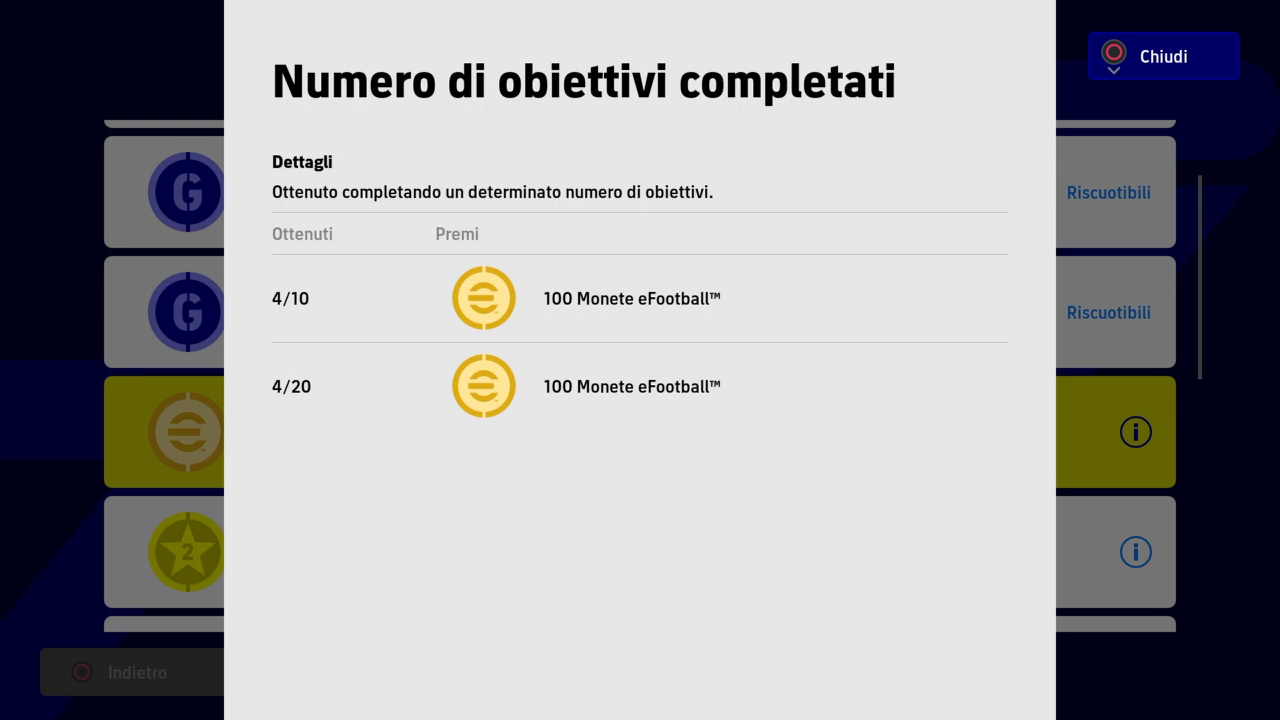 Numero di obiettivi completati
Chiudi
Dettagli
Ottenuto completando un determinato numero di obiettivi.
Ottenuti Premi
4/10 100 Monete eFootball™
4/20 100 Monete eFootball™
G Riscuotibili
G Riscuotibili
2
Indietro